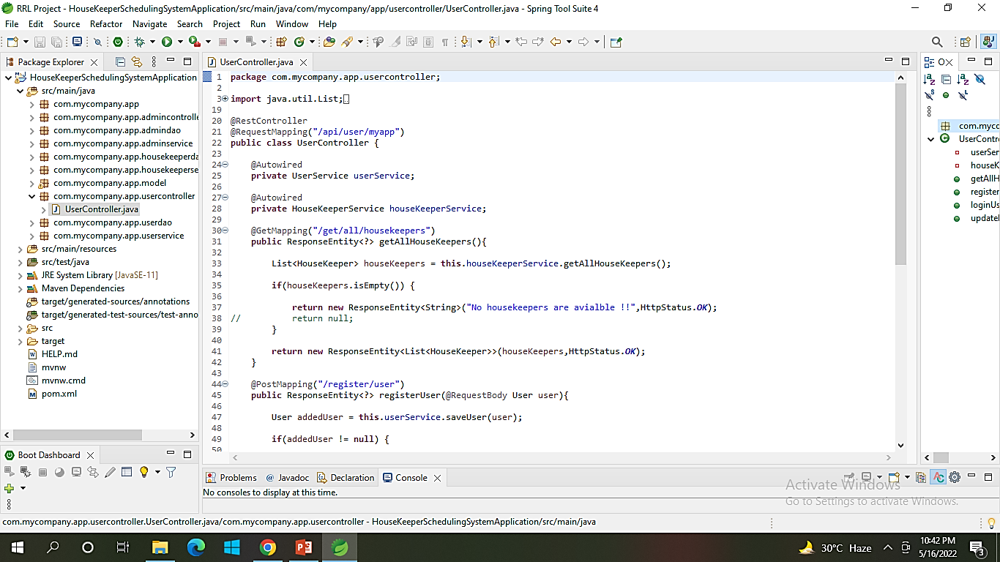 RRL Project - HouseKeeperSchedulingSystemApplication/src/main/java/com/mycompany/app/usercontroller/UserController.java - Spring Tool Suite 4
File Edit Source Refactor Navigate Search Project Run Window Help
Package Explorer
HouseKeeperSchedulingSystemApplication
src/main/java
com.mycompany.app
com.mycompany.app.admincontrolle
com.mycompany.app.admindao
com.mycompany.app.adminservice
com.mycompany.app.housekeeperda
com.mycompany.app.housekeeperse
com.mycompany.app.model
com.mycompany.app.usercontroller
UserController.java
com.mycompany.app.userdao
com.mycompany.app.userservice
src/main/resources
src/test/java
JRE System Library [JavaSE-11]
Maven Dependencies
target/generated-sources/annotations
target/generated-test-sources/test-anno
src
target
HELP.md
mvnw
mvnw.cmd
pom.xml
Boot Dashboard
UserController.java
1 package com.mycompany.app.usercontroller;
2
3 import java.util.List;
19
20 @RestController
21 @RequestMapping("/api/user/myapp")
22 public class UserController {
23
24 @Autowired
25 private UserService userService;
26
27 @Autowired
28 private HouseKeeperService houseKeeperService;
29
30 @GetMapping("/get/all/housekeepers")
31 public ResponseEntity<?> getAllHouseKeepers(){
32
33 List<HouseKeeper> houseKeepers = this.houseKeeperService.getAllHouseKeepers();
34
35 if(houseKeepers.isEmpty()) {
36
37 return new ResponseEntity<String>("No housekeepers are avialble !!",HttpStatus.OK);
38 // return null;
39 }
40
41 return new ResponseEntity<List<HouseKeeper>>(houseKeepers,HttpStatus.OK);
42 }
43
44 @PostMapping("/register/user")
45 public ResponseEntity<?> registerUser(@RequestBody User user){
46
47 User addedUser = this.userService.saveUser(user);
48
49 if(addedUser != null) {
50
O
com.myco
UserContr
userSer
houseK
getAllH
register
loginUs
updateI
Problems @ Javadoc Declaration Console
No consoles to display at this time.
Activate Windows
Go to Settings to activate Windows.
com.mycompany.app.usercontroller.UserController.java/com.mycompany.app.usercontroller - HouseKeeperSchedulingSystemApplication/src/main/java
30°C Haze
10:42 PM
5/16/2022
3